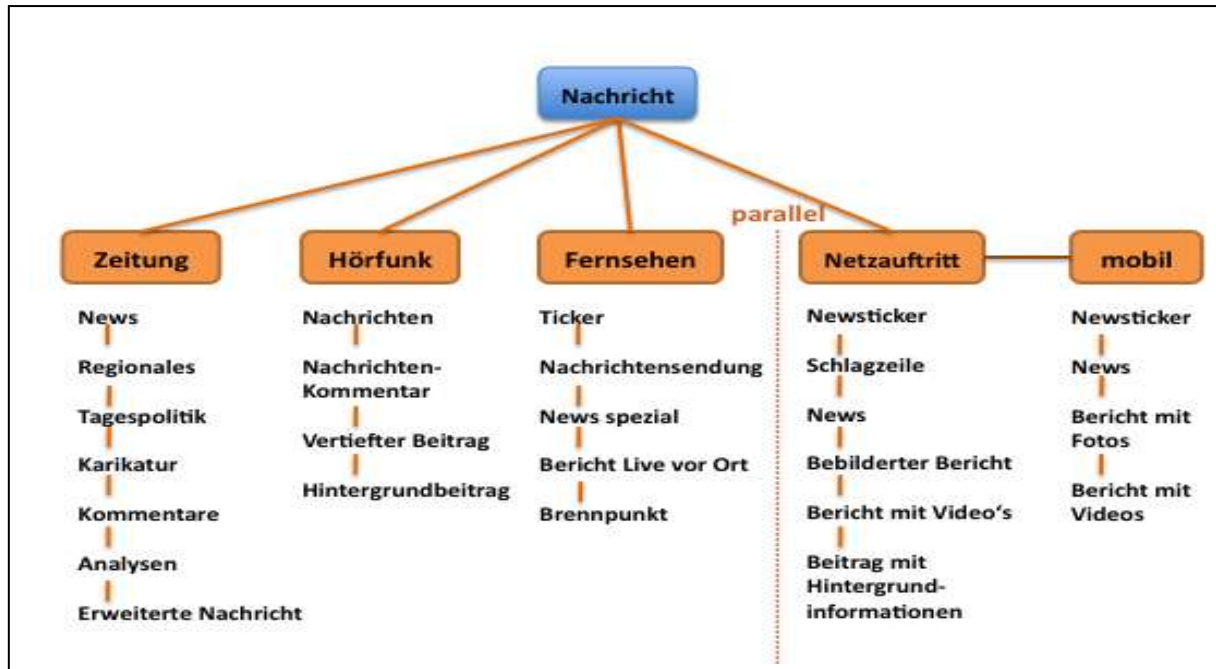 Nachricht
parallel
Zeitung
Hörfunk
Fernsehen
Netzauftritt
mobil
News
Regionales
Tagespolitik
Karikatur
Kommentare
Analysen
Erweiterte Nachricht
Nachrichten
Nachrichten-
Kommentar
Vertiefter Beitrag
Hintergrundbeitrag
Ticker
Nachrichtensendung
News spezial
Bericht Live vor Ort
Brennpunkt
Newsticker
Schlagzeile
News
Bebilderter Bericht
Bericht mit Video‘s
Beitrag mit
Hintergrund-
informationen
Newsticker
News
Bericht mit
Fotos
Bericht mit
Videos